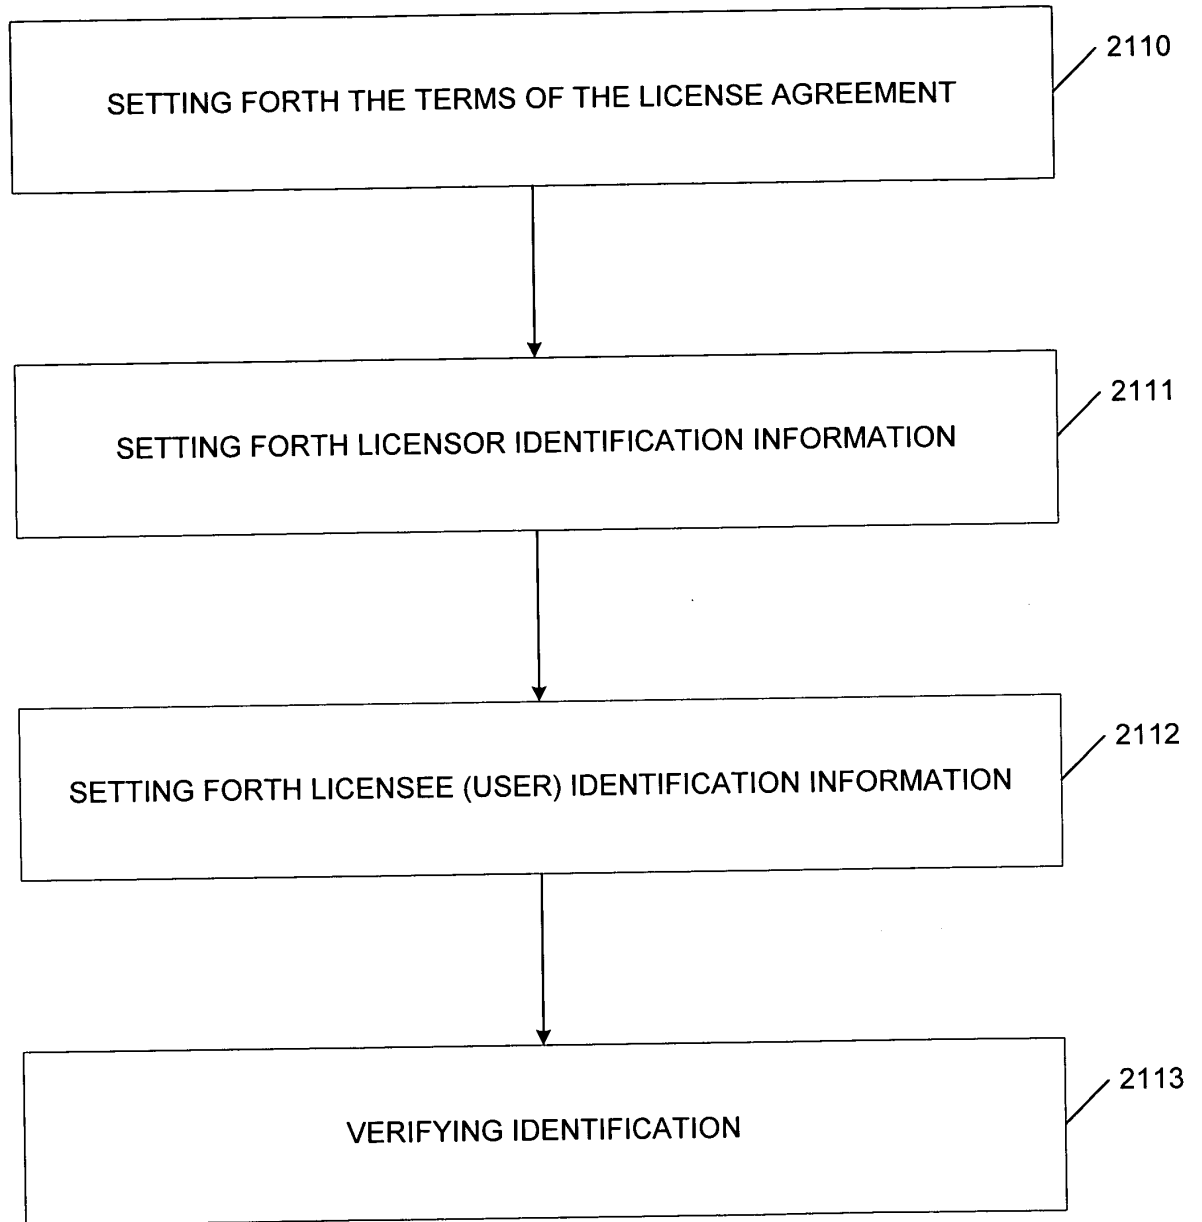 2110
SETTING FORTH THE TERMS OF THE LICENSE AGREEMENT
2111
SETTING FORTH LICENSOR IDENTIFICATION INFORMATION
2112
SETTING FORTH LICENSEE (USER) IDENTIFICATION INFORMATION
2113
VERIFYING IDENTIFICATION